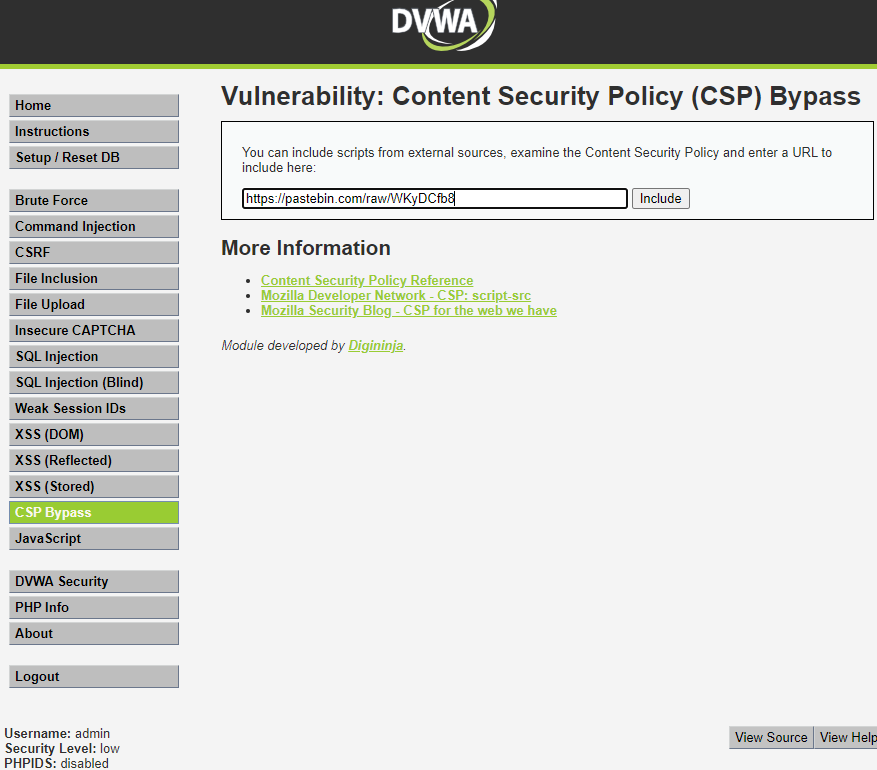 DVWA
Vulnerability: Content Security Policy (CSP) Bypass
Home
Instructions
Setup / Reset DB
Brute Force
Command Injection
CSRF
File Inclusion
File Upload
Insecure CAPTCHA
SQL Injection
SQL Injection (Blind)
Weak Session IDs
XSS (DOM)
XSS (Reflected)
XSS (Stored)
CSP Bypass
JavaScript
DVWA Security
PHP Info
About
Logout
You can include scripts from external sources, examine the Content Security Policy and enter a URL to
include here:
https://pastebin.com/raw/WKyDCfb8
Include
More Information
Content Security Policy Reference
Mozilla Developer Network - CSP: script-src
Mozilla Security Blog - CSP for the web we have
Module developed by Digininja.
Username: admin
Security Level: low
PHPIDS: disabled
View Source
View Help